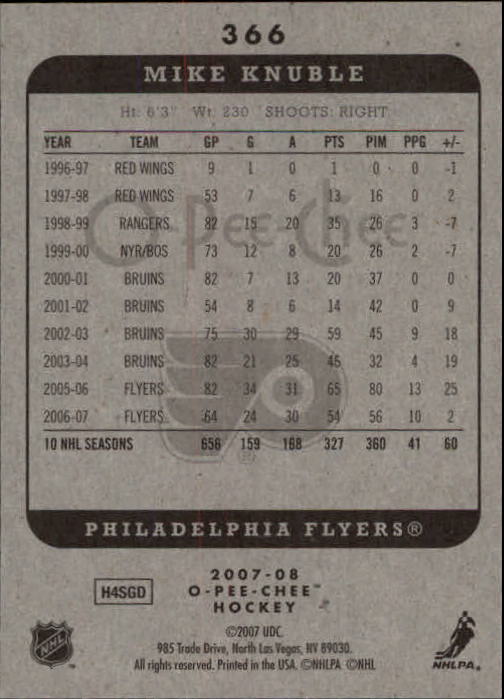 366
MIKE KNUBLE
Ht: 6'3" Wt: 230 SHOOTS: RIGHT
YEAR TEAM GP G A PTS PIM PPG +/-
1996-97 RED WINGS 9 1 0 1 0 0 -1
1997-98 RED WINGS 53 7 6 13 16 0 2
1998-99 RANGERS 82 15 20 35 26 3 -7
O-Pee-Chee
1999-00 NYR/BOS 73 12 8 20 26 2 -7
2000-01 BRUINS 82 7 13 20 37 0 0
2001-02 BRUINS 54 8 6 14 42 0 9
2002-03 BRUINS 75 30 29 59 45 9 18
2003-04 BRUINS 82 21 25 46 32 4 19
2005-06 FLYERS 82 34 31 65 80 13 25
2006-07 FLYERS 64 24 30 54 56 10 2
10 NHL SEASONS 656 159 168 327 360 41 60
PHILADELPHIA FLYERS®
2007-08
H4SGD O-PEE-CHEE™
HOCKEY
©2007 UDC.
985 Trade Drive, North Las Vegas, NV 89030.
All rights reserved. Printed in the USA. ©NHLPA ©NHL
NHL
NHLPA.